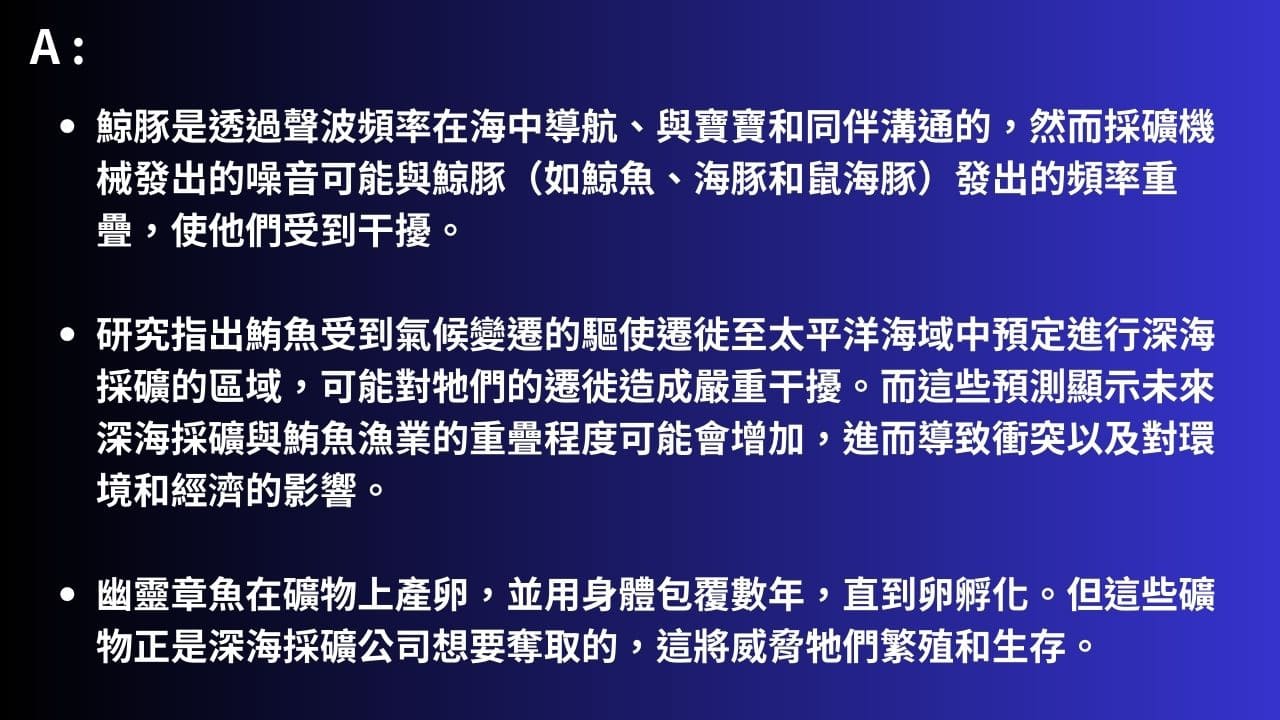 A：
• 鯨豚是透過聲波頻率在海中導航、與寶寶和同伴溝通的，然而採礦機
械發出的噪音可能與鯨豚（如鯨魚、海豚和鼠海豚）發出的頻率重
疊，使他們受到干擾。
• 研究指出鮪魚受到氣候變遷的驅使遷徙至太平洋海域中預定進行深海
採礦的區域，可能對牠們的遷徙造成嚴重干擾。而這些預測顯示未來
深海採礦與鮪魚漁業的重疊程度可能會增加，進而導致衝突以及對環
境和經濟的影響。
• 幽靈章魚在礦物上產卵，並用身體包覆數年，直到卵孵化。但這些礦
物正是深海採礦公司想要奪取的，這將威脅牠們繁殖和生存。